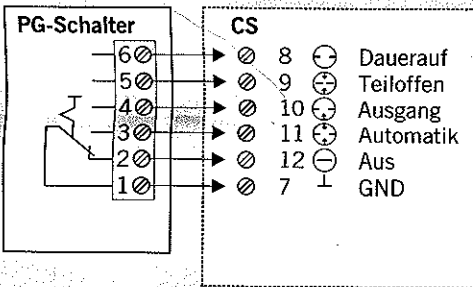 PG-Schalter CS
6 8 Dauerauf
5 9 Teiloffen
4 10 Ausgang
3 11 Automatik
2 12 Aus
1 7 GND